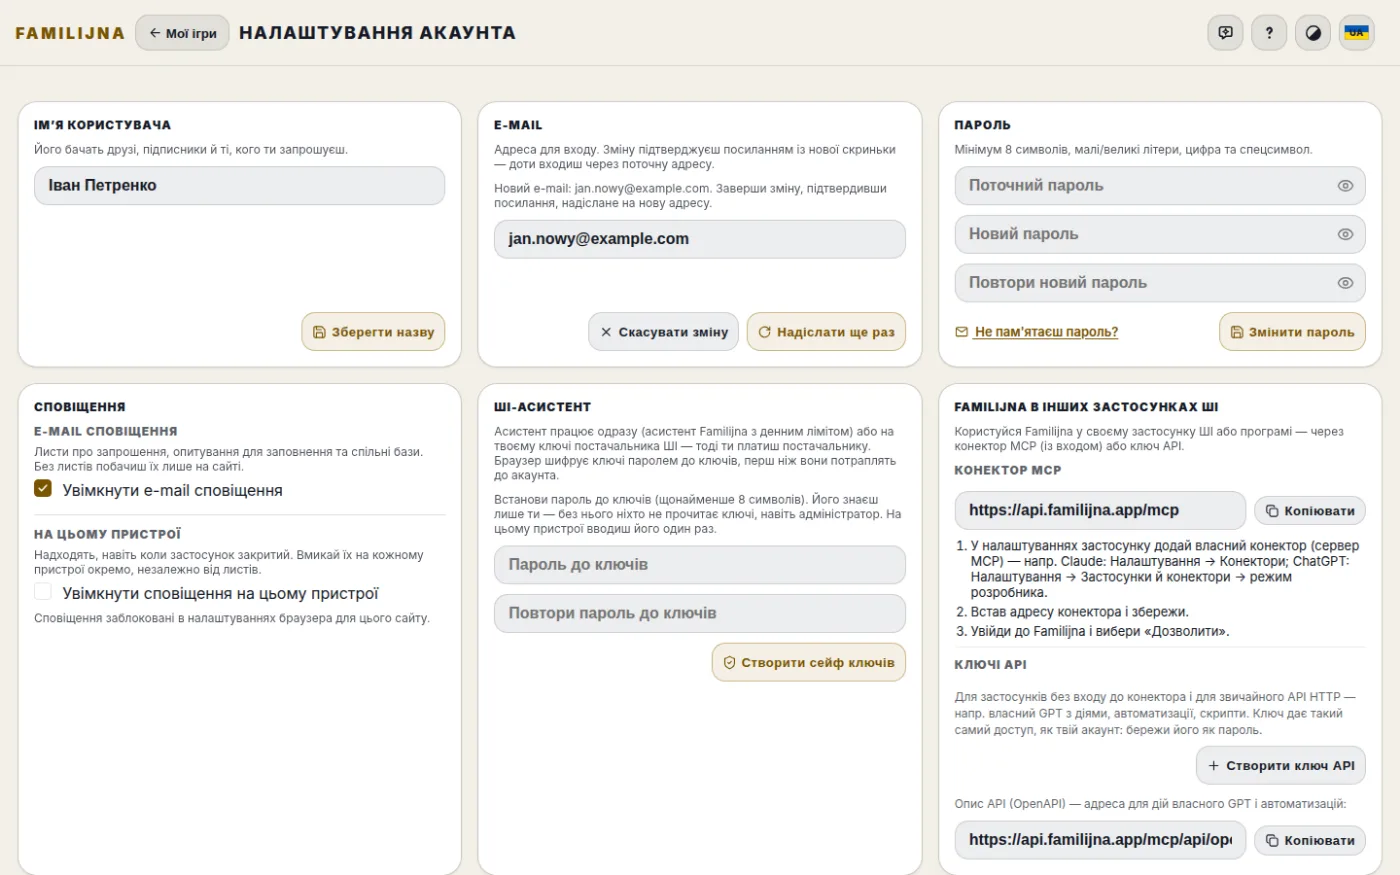 FAMILIJNA
← Мої ігри
НАЛАШТУВАННЯ АКАУНТА
?
UA
ІМ'Я КОРИСТУВАЧА
Його бачать друзі, підписники й ті, кого ти запрошуєш.
Іван Петренко
Зберегти назву
E-MAIL
Адреса для входу. Зміну підтверджуєш посиланням із нової скриньки
— доти входиш через поточну адресу.
Новий e-mail: jan.nowy@example.com. Заверши зміну, підтвердивши
посилання, надіслане на нову адресу.
jan.nowy@example.com
Скасувати зміну
Надіслати ще раз
ПАРОЛЬ
Мінімум 8 символів, малі/великі літери, цифра та спецсимвол.
Поточний пароль
Новий пароль
Повтори новий пароль
Не пам'ятаєш пароль?
Змінити пароль
СПОВІЩЕННЯ
E-MAIL СПОВІЩЕННЯ
Листи про запрошення, опитування для заповнення та спільні бази.
Без листів побачиш їх лише на сайті.
Увімкнути e-mail сповіщення
НА ЦЬОМУ ПРИСТРОЇ
Надходять, навіть коли застосунок закритий. Вмикай їх на кожному
пристрої окремо, незалежно від листів.
Увімкнути сповіщення на цьому пристрої
Сповіщення заблоковані в налаштуваннях браузера для цього сайту.
ШІ-АСИСТЕНТ
Асистент працює одразу (асистент Familijna з денним лімітом) або на
твоєму ключі постачальника ШІ — тоді ти платиш постачальнику.
Браузер шифрує ключі паролем до ключів, перш ніж вони потраплять
до акаунта.
Встанови пароль до ключів (щонайменше 8 символів). Його знаєш
лише ти — без нього ніхто не прочитає ключі, навіть адміністратор. На
цьому пристрої вводиш його один раз.
Пароль до ключів
Повтори пароль до ключів
Створити сейф ключів
FAMILIJNA В ІНШИХ ЗАСТОСУНКАХ ШІ
Користуйся Familijna у своєму застосунку ШІ або програмі — через
конектор MCP (із входом) або ключ API.
КОНЕКТОР MCP
https://api.familijna.app/mcp
Копіювати
1. У налаштуваннях застосунку додай власний конектор (сервер
MCP) — напр. Claude: Налаштування → Конектори; ChatGPT:
Налаштування → Застосунки й конектори → режим
розробника.
2. Встав адресу конектора і збережи.
3. Увійди до Familijna і вибери «Дозволити».
КЛЮЧІ API
Для застосунків без входу до конектора і для звичайного API HTTP —
напр. власний GPT з діями, автоматизації, скрипти. Ключ дає такий
самий доступ, як твій акаунт: бережи його як пароль.
+ Створити ключ API
Опис API (OpenAPI) — адреса для дій власного GPT і автоматизацій:
https://api.familijna.app/mcp/api/ope
Копіювати